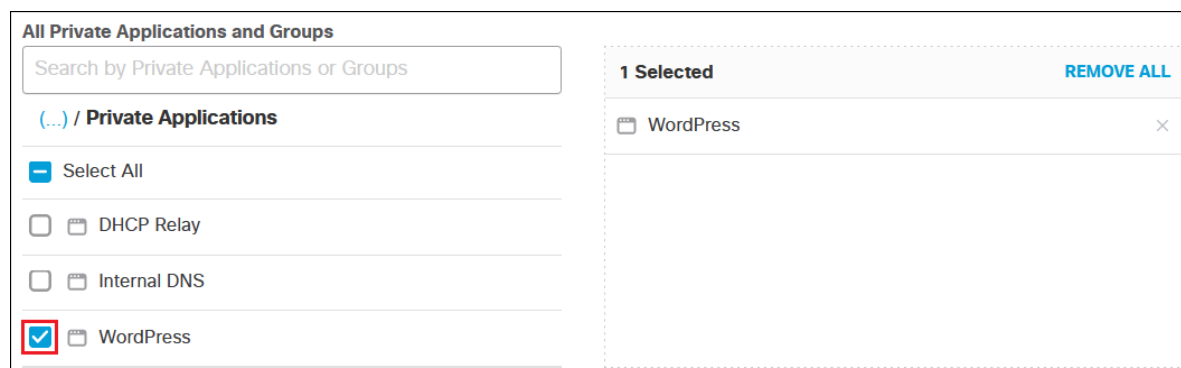 All Private Applications and Groups
Search by Private Applications or Groups
(...) / Private Applications
Select All
DHCP Relay
Internal DNS
WordPress
1 Selected
REMOVE ALL
WordPress